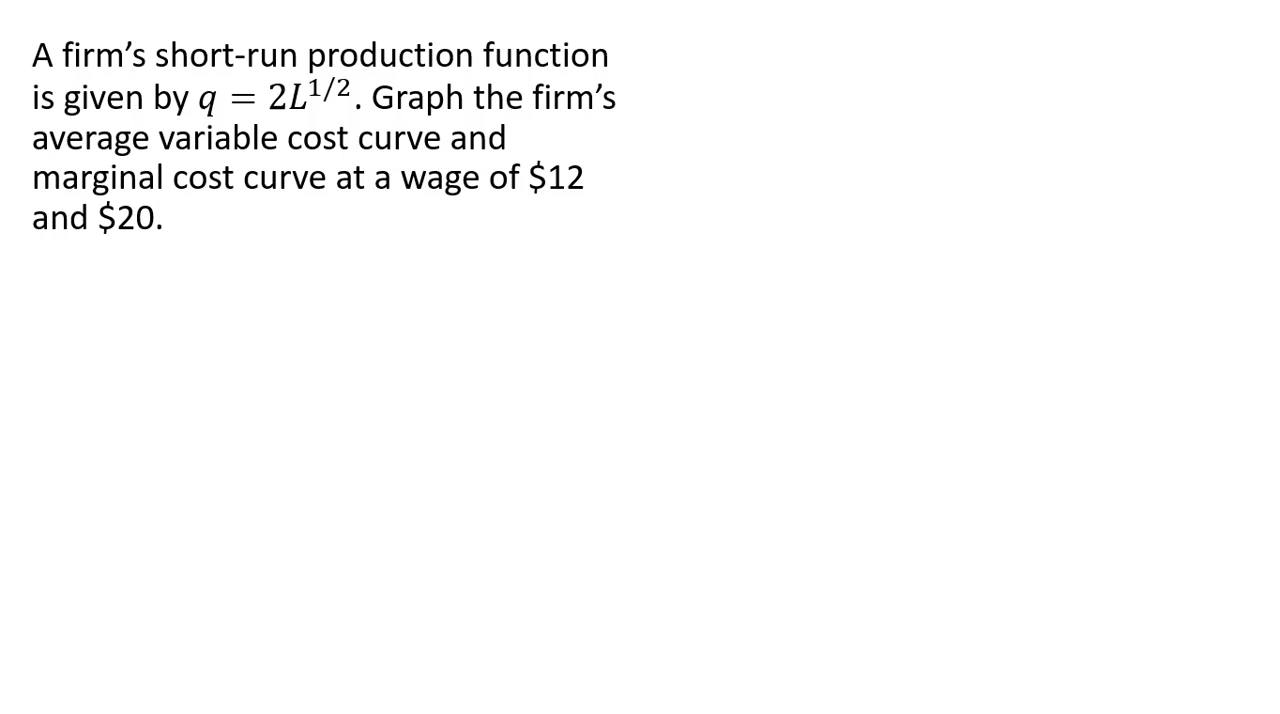 A firm’s short-run production function
is given by 𝑞 = 2𝐿^{1/2}. Graph the firm’s
average variable cost curve and
marginal cost curve at a wage of $12
and $20.